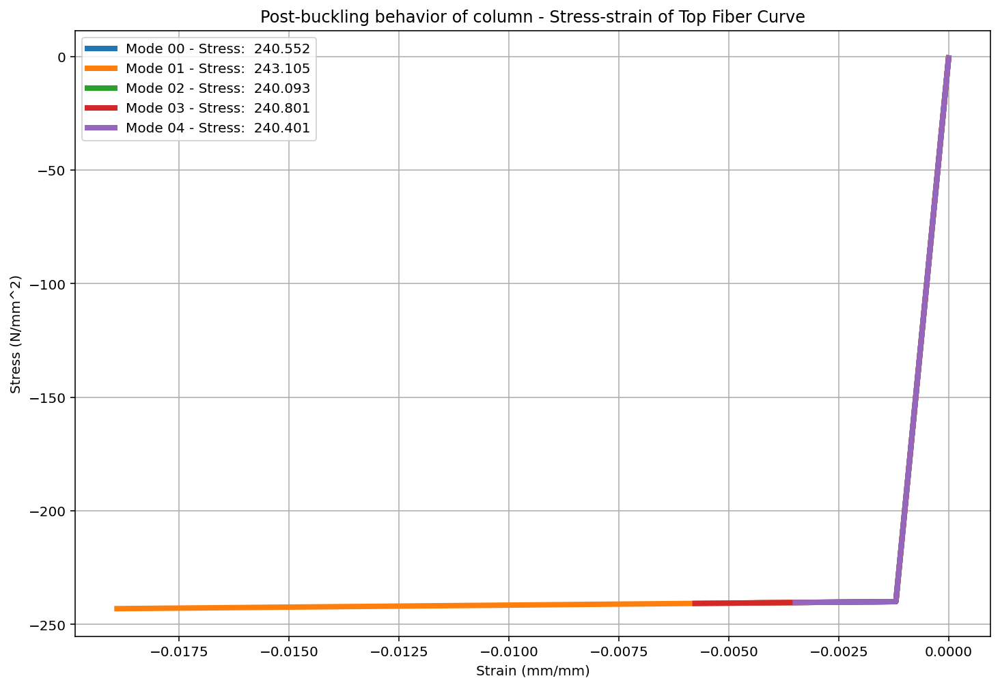 Post-buckling behavior of column - Stress-strain of Top Fiber Curve
Mode 00 - Stress:  240.552
Mode 01 - Stress:  243.105
Mode 02 - Stress:  240.093
Mode 03 - Stress:  240.801
Mode 04 - Stress:  240.401
0
−50
−100
−150
−200
−250
Stress (N/mm^2)
−0.0175 −0.0150 −0.0125 −0.0100 −0.0075 −0.0050 −0.0025 0.0000
Strain (mm/mm)